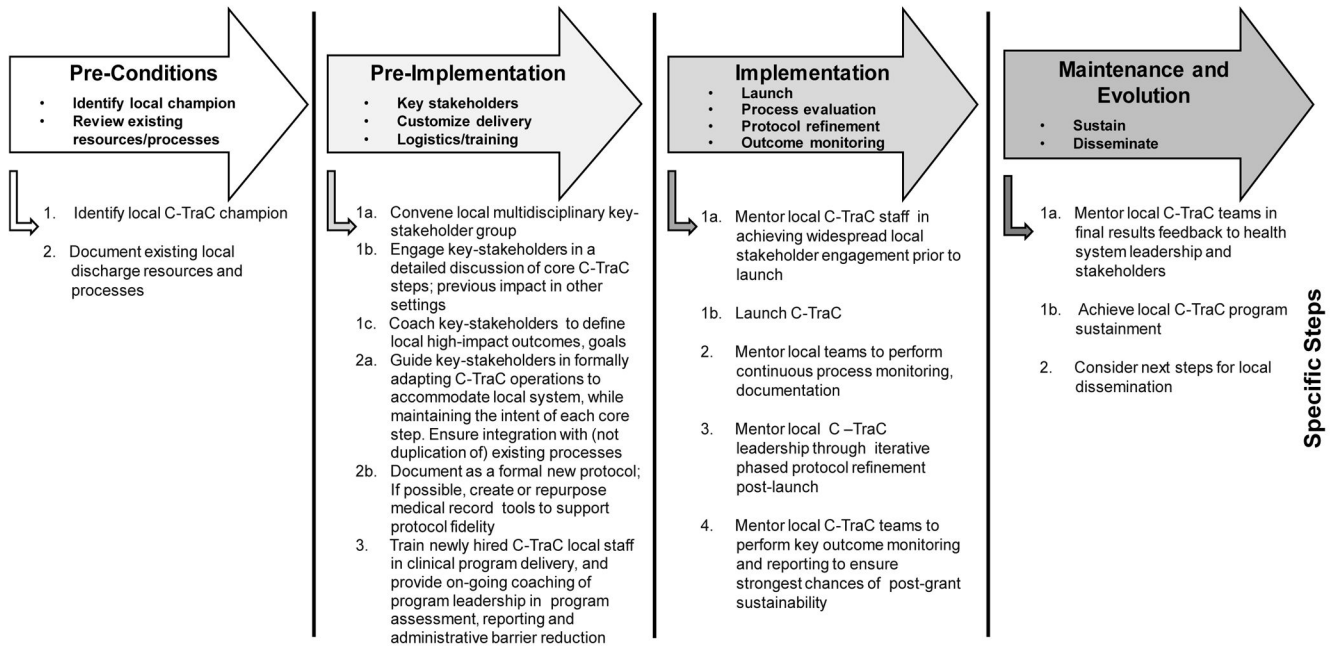 Pre-Conditions
• Identify local champion
• Review existing
resources/processes
1. Identify local C-TraC champion
2. Document existing local
discharge resources and
processes
Pre-Implementation
• Key stakeholders
• Customize delivery
• Logistics/training
1a. Convene local multidisciplinary key-
stakeholder group
1b. Engage key-stakeholders in a
detailed discussion of core C-TraC
steps; previous impact in other
settings
1c. Coach key-stakeholders to define
local high-impact outcomes, goals
2a. Guide key-stakeholders in formally
adapting C-TraC operations to
accommodate local system, while
maintaining the intent of each core
step. Ensure integration with (not
duplication of) existing processes
2b. Document as a formal new protocol;
If possible, create or repurpose
medical record tools to support
protocol fidelity
3. Train newly hired C-TraC local staff
in clinical program delivery, and
provide on-going coaching of
program leadership in program
assessment, reporting and
administrative barrier reduction
Implementation
• Launch
• Process evaluation
• Protocol refinement
• Outcome monitoring
1a. Mentor local C-TraC staff in
achieving widespread local
stakeholder engagement prior to
launch
1b. Launch C-TraC
2. Mentor local teams to perform
continuous process monitoring,
documentation
3. Mentor local C –TraC
leadership through iterative
phased protocol refinement
post-launch
4. Mentor local C-TraC teams to
perform key outcome monitoring
and reporting to ensure
strongest chances of post-grant
sustainability
Maintenance and
Evolution
• Sustain
• Disseminate
1a. Mentor local C-TraC teams in
final results feedback to health
system leadership and
stakeholders
1b. Achieve local C-TraC program
sustainment
2. Consider next steps for local
dissemination
Specific Steps